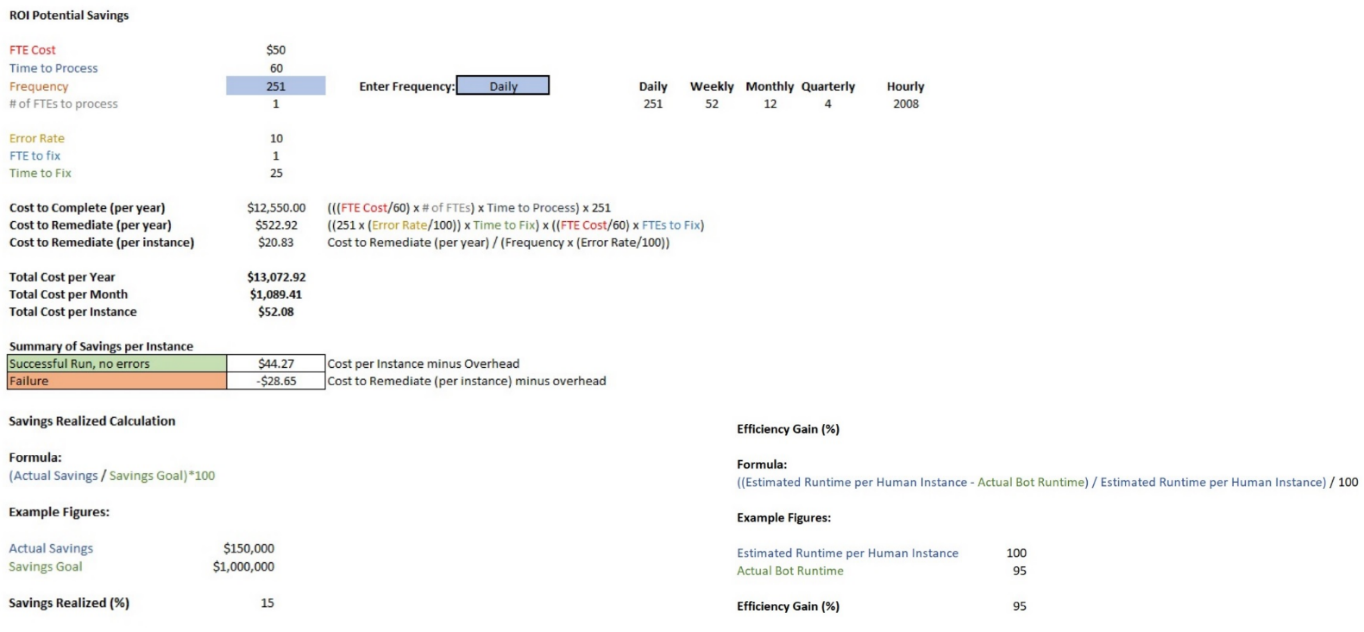 ROI Potential Savings
FTE Cost $50
Time to Process 60
Frequency 251 Enter Frequency: Daily Daily Weekly Monthly Quarterly Hourly
# of FTEs to process 1 251 52 12 4 2008
Error Rate 10
FTE to fix 1
Time to Fix 25
Cost to Complete (per year) $12,550.00 (((FTE Cost/60) x # of FTEs) x Time to Process) x 251
Cost to Remediate (per year) $522.92 ((251 x (Error Rate/100)) x Time to Fix) x ((FTE Cost/60) x FTEs to Fix)
Cost to Remediate (per instance) $20.83 Cost to Remediate (per year) / (Frequency x (Error Rate/100))
Total Cost per Year $13,072.92
Total Cost per Month $1,089.41
Total Cost per Instance $52.08
Summary of Savings per Instance
Successful Run, no errors $44.27 Cost per Instance minus Overhead
Failure -$28.65 Cost to Remediate (per instance) minus overhead
Savings Realized Calculation
Formula:
(Actual Savings / Savings Goal)*100
Example Figures:
Actual Savings $150,000
Savings Goal $1,000,000
Savings Realized (%) 15
Efficiency Gain (%)
Formula:
((Estimated Runtime per Human Instance - Actual Bot Runtime) / Estimated Runtime per Human Instance) / 100
Example Figures:
Estimated Runtime per Human Instance 100
Actual Bot Runtime 95
Efficiency Gain (%) 95